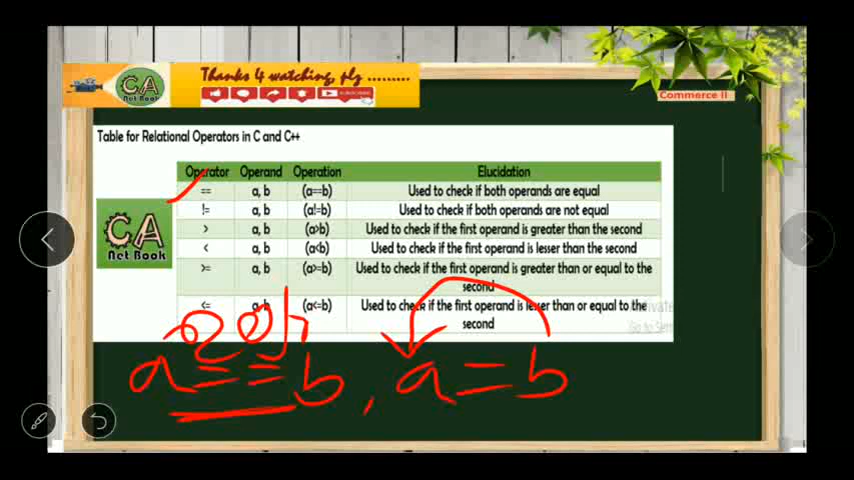 Thanks 4 watching, plz .........
CA
Net Book
SUBSCRIBE
Commerce II
Table for Relational Operators in C and C++
Operator Operand Operation Elucidation
== a, b (a==b) Used to check if both operands are equal
!= a, b (a!=b) Used to check if both operands are not equal
> a, b (a>b) Used to check if the first operand is greater than the second
< a, b (a<b) Used to check if the first operand is lesser than the second
>= a, b (a>=b) Used to check if the first operand is greater than or equal to the
second
<= a, b (a<=b) Used to check if the first operand is lesser than or equal to the
second
CA
Net Book
a == b, a = b